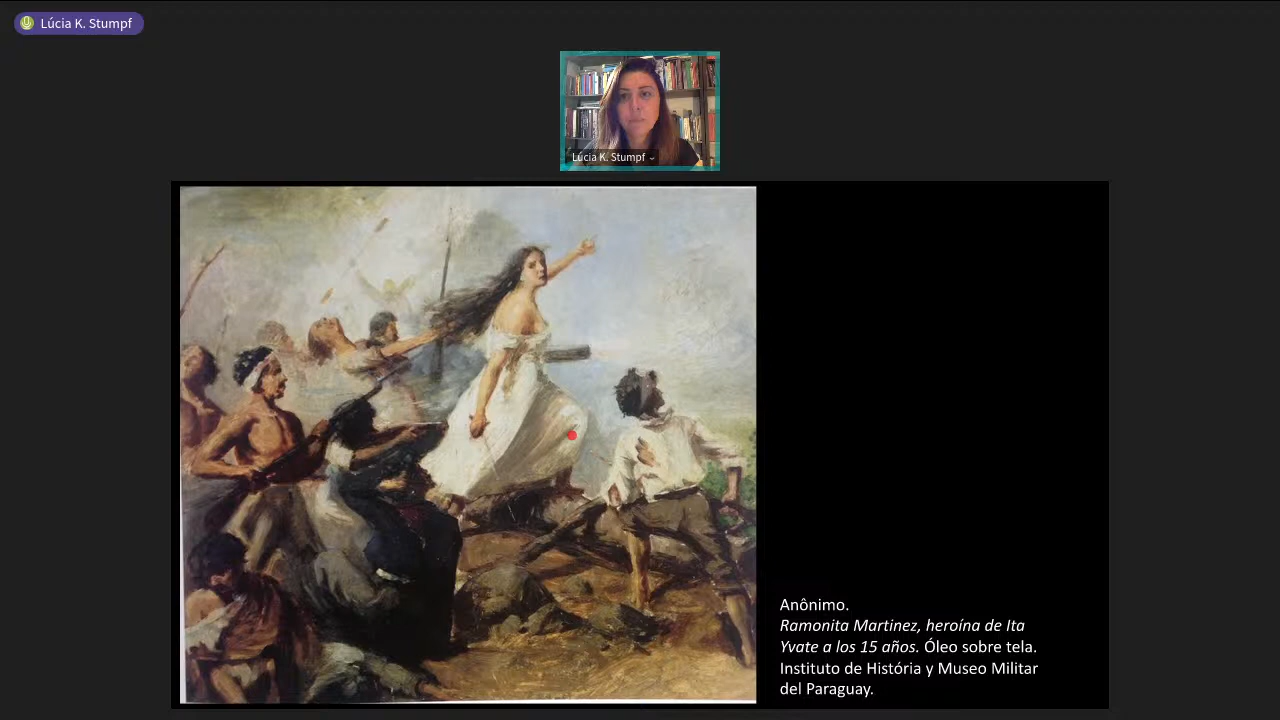 Lúcia K. Stumpf
Lúcia K. Stumpf
Anônimo.
Ramonita Martinez, heroína de Ita
Yvate a los 15 años. Óleo sobre tela.
Instituto de História y Museo Militar
del Paraguay.